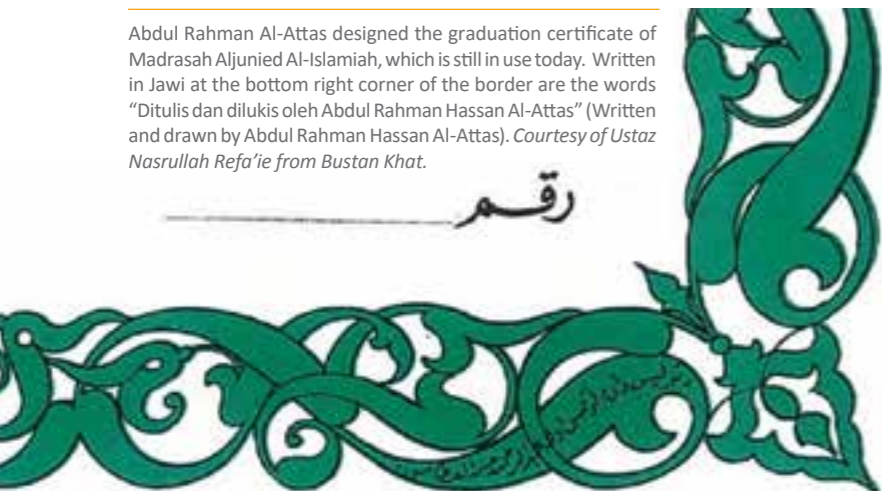 Abdul Rahman Al-Attas designed the graduation certificate of
Madrasah Aljunied Al-Islamiah, which is still in use today. Written
in Jawi at the bottom right corner of the border are the words
“Ditulis dan dilukis oleh Abdul Rahman Hassan Al-Attas” (Written
and drawn by Abdul Rahman Hassan Al-Attas). Courtesy of Ustaz
Nasrullah Refa’ie from Bustan Khat.
رقم